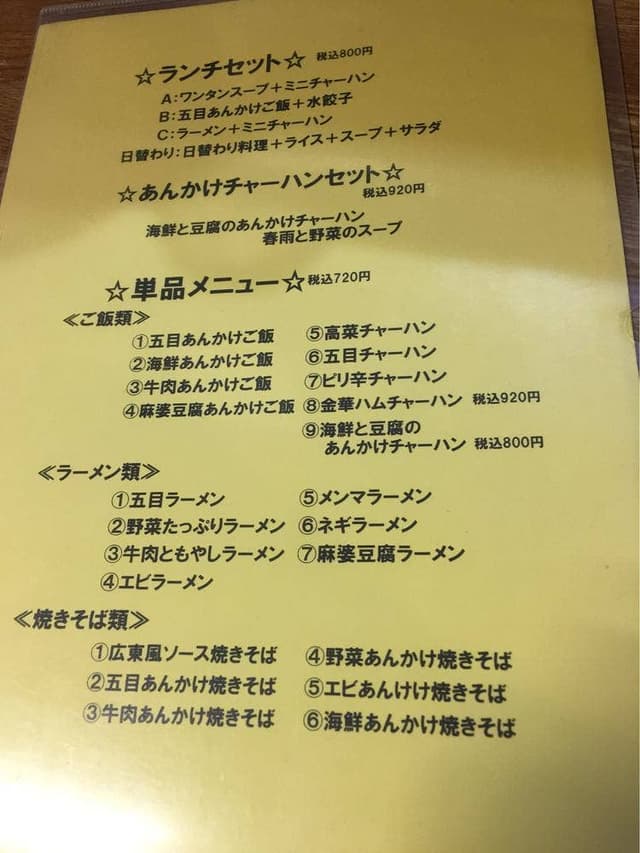 ☆ランチセット☆ 税込800円
A:ワンタンスープ+ミニチャーハン
B:五目あんかけご飯+水餃子
C:ラーメン+ミニチャーハン
日替わり:日替わり料理+ライス+スープ+サラダ
☆あんかけチャーハンセット☆
税込920円
海鮮と豆腐のあんかけチャーハン
春雨と野菜のスープ
☆単品メニュー☆税込720円
≪ご飯類≫
①五目あんかけご飯
②海鮮あんかけご飯
③牛肉あんかけご飯
④麻婆豆腐あんかけご飯
⑤高菜チャーハン
⑥五目チャーハン
⑦ピリ辛チャーハン
⑧金華ハムチャーハン 税込920円
⑨海鮮と豆腐の
あんかけチャーハン 税込800円
≪ラーメン類≫
①五目ラーメン
②野菜たっぷりラーメン
③牛肉ともやしラーメン
④エビラーメン
⑤メンマラーメン
⑥ネギラーメン
⑦麻婆豆腐ラーメン
≪焼きそば類≫
①広東風ソース焼きそば
②五目あんかけ焼きそば
③牛肉あんかけ焼きそば
④野菜あんかけ焼きそば
⑤エビあんけけ焼きそば
⑥海鮮あんかけ焼きそば